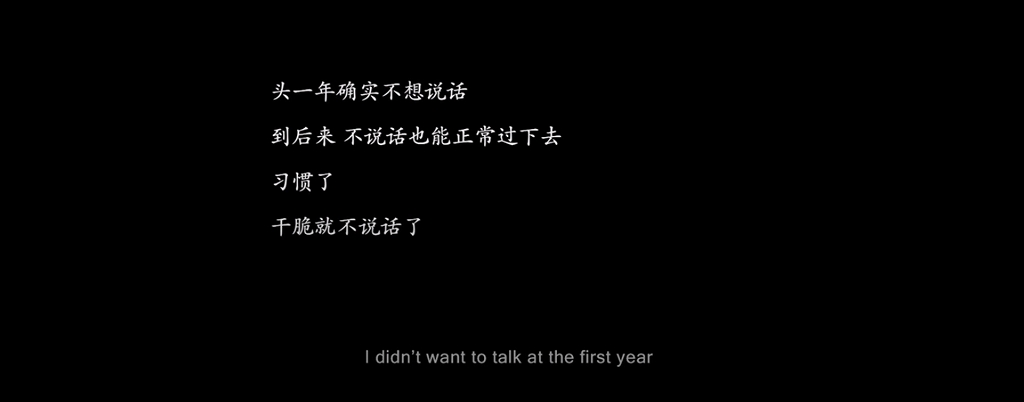 头一年确实不想说话
到后来 不说话也能正常过下去
习惯了
干脆就不说话了
I didn't want to talk at the first year